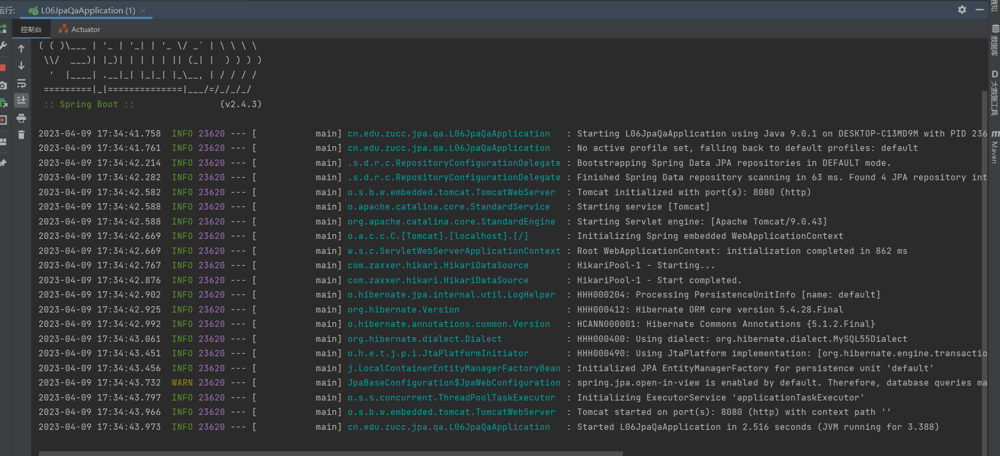 运行: L06JpaQaApplication (1)
控制台 Actuator
( ( )\___ | '_ | '_| | '_ \/ _` | \ \ \ \
\\/  ___)| |_)| | | | | || (_| |  ) ) ) )
'  |____| .__|_| |_|_| |_\__, | / / / /
=========|_|==============|___/=/_/_/_/
:: Spring Boot ::                (v2.4.3)
2023-04-09 17:34:41.758  INFO 23620 --- [           main] cn.edu.zucc.jpa.qa.L06JpaQaApplication   : Starting L06JpaQaApplication using Java 9.0.1 on DESKTOP-C13MD9M with PID 236
2023-04-09 17:34:41.761  INFO 23620 --- [           main] cn.edu.zucc.jpa.qa.L06JpaQaApplication   : No active profile set, falling back to default profiles: default
2023-04-09 17:34:42.214  INFO 23620 --- [           main] .s.d.r.c.RepositoryConfigurationDelegate : Bootstrapping Spring Data JPA repositories in DEFAULT mode.
2023-04-09 17:34:42.282  INFO 23620 --- [           main] .s.d.r.c.RepositoryConfigurationDelegate : Finished Spring Data repository scanning in 63 ms. Found 4 JPA repository int
2023-04-09 17:34:42.582  INFO 23620 --- [           main] o.s.b.w.embedded.tomcat.TomcatWebServer  : Tomcat initialized with port(s): 8080 (http)
2023-04-09 17:34:42.588  INFO 23620 --- [           main] o.apache.catalina.core.StandardService   : Starting service [Tomcat]
2023-04-09 17:34:42.588  INFO 23620 --- [           main] org.apache.catalina.core.StandardEngine  : Starting Servlet engine: [Apache Tomcat/9.0.43]
2023-04-09 17:34:42.669  INFO 23620 --- [           main] o.a.c.c.C.[Tomcat].[localhost].[/]       : Initializing Spring embedded WebApplicationContext
2023-04-09 17:34:42.669  INFO 23620 --- [           main] w.s.c.ServletWebServerApplicationContext : Root WebApplicationContext: initialization completed in 862 ms
2023-04-09 17:34:42.767  INFO 23620 --- [           main] com.zaxxer.hikari.HikariDataSource       : HikariPool-1 - Starting...
2023-04-09 17:34:42.876  INFO 23620 --- [           main] com.zaxxer.hikari.HikariDataSource       : HikariPool-1 - Start completed.
2023-04-09 17:34:42.902  INFO 23620 --- [           main] o.hibernate.jpa.internal.util.LogHelper  : HHH000204: Processing PersistenceUnitInfo [name: default]
2023-04-09 17:34:42.925  INFO 23620 --- [           main] org.hibernate.Version                    : HHH000412: Hibernate ORM core version 5.4.28.Final
2023-04-09 17:34:42.992  INFO 23620 --- [           main] o.hibernate.annotations.common.Version   : HCANN000001: Hibernate Commons Annotations {5.1.2.Final}
2023-04-09 17:34:43.061  INFO 23620 --- [           main] org.hibernate.dialect.Dialect            : HHH000400: Using dialect: org.hibernate.dialect.MySQL55Dialect
2023-04-09 17:34:43.451  INFO 23620 --- [           main] o.h.e.t.j.p.i.JtaPlatformInitiator       : HHH000490: Using JtaPlatform implementation: [org.hibernate.engine.transactio
2023-04-09 17:34:43.456  INFO 23620 --- [           main] j.LocalContainerEntityManagerFactoryBean : Initialized JPA EntityManagerFactory for persistence unit 'default'
2023-04-09 17:34:43.732  WARN 23620 --- [           main] JpaBaseConfiguration$JpaWebConfiguration : spring.jpa.open-in-view is enabled by default. Therefore, database queries ma
2023-04-09 17:34:43.797  INFO 23620 --- [           main] o.s.s.concurrent.ThreadPoolTaskExecutor  : Initializing ExecutorService 'applicationTaskExecutor'
2023-04-09 17:34:43.966  INFO 23620 --- [           main] o.s.b.w.embedded.tomcat.TomcatWebServer  : Tomcat started on port(s): 8080 (http) with context path ''
2023-04-09 17:34:43.973  INFO 23620 --- [           main] cn.edu.zucc.jpa.qa.L06JpaQaApplication   : Started L06JpaQaApplication in 2.516 seconds (JVM running for 3.388)
通知
数据库
D 大数据工具
m Maven